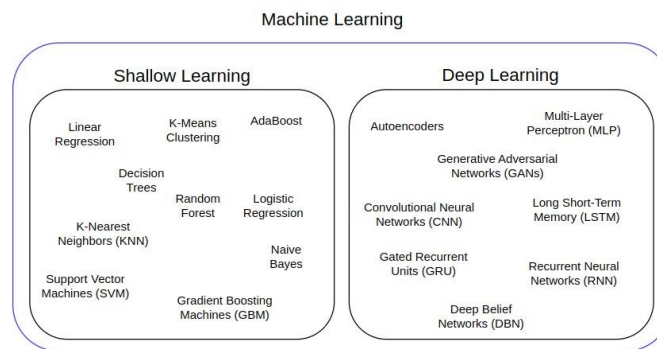 Machine Learning
Shallow Learning
Linear
Regression
K-Means
Clustering
AdaBoost
Decision
Trees
Random
Forest
Logistic
Regression
K-Nearest
Neighbors (KNN)
Naive
Bayes
Support Vector
Machines (SVM)
Gradient Boosting
Machines (GBM)
Deep Learning
Autoencoders
Multi-Layer
Perceptron (MLP)
Generative Adversarial
Networks (GANs)
Convolutional Neural
Networks (CNN)
Long Short-Term
Memory (LSTM)
Gated Recurrent
Units (GRU)
Recurrent Neural
Networks (RNN)
Deep Belief
Networks (DBN)